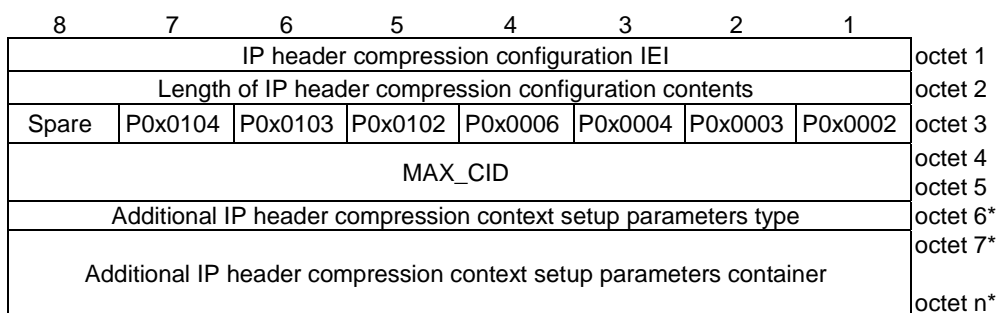 8 7 6 5 4 3 2 1
IP header compression configuration IEI octet 1
Length of IP header compression configuration contents octet 2
Spare P0x0104 P0x0103 P0x0102 P0x0006 P0x0004 P0x0003 P0x0002 octet 3
MAX_CID octet 4
octet 5
Additional IP header compression context setup parameters type octet 6*
octet 7*
Additional IP header compression context setup parameters container
octet n*